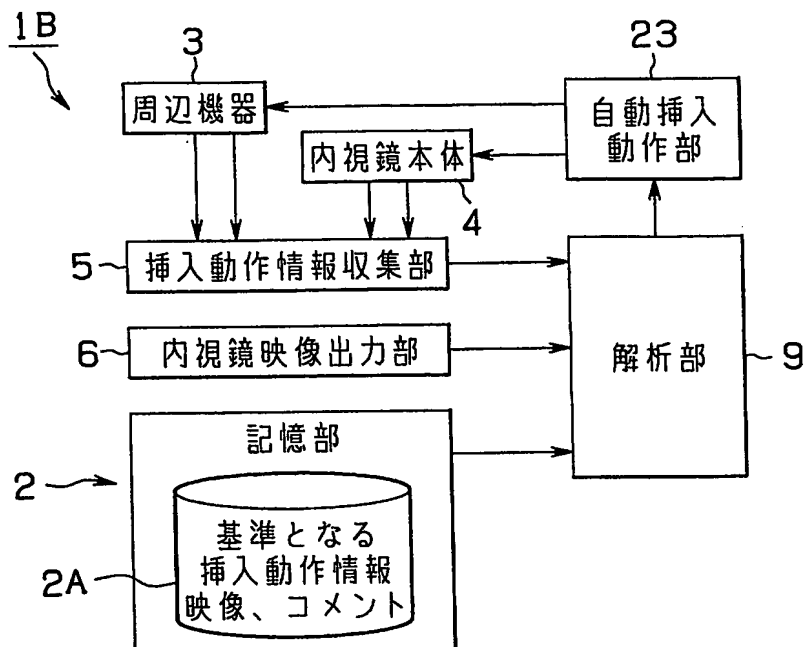 1B
3
23
周辺機器
自動挿入
動作部
内視鏡本体
4
5
挿入動作情報収集部
6
内視鏡映像出力部
解析部
9
記憶部
2
基準となる
挿入動作情報
映像、コメント
2A